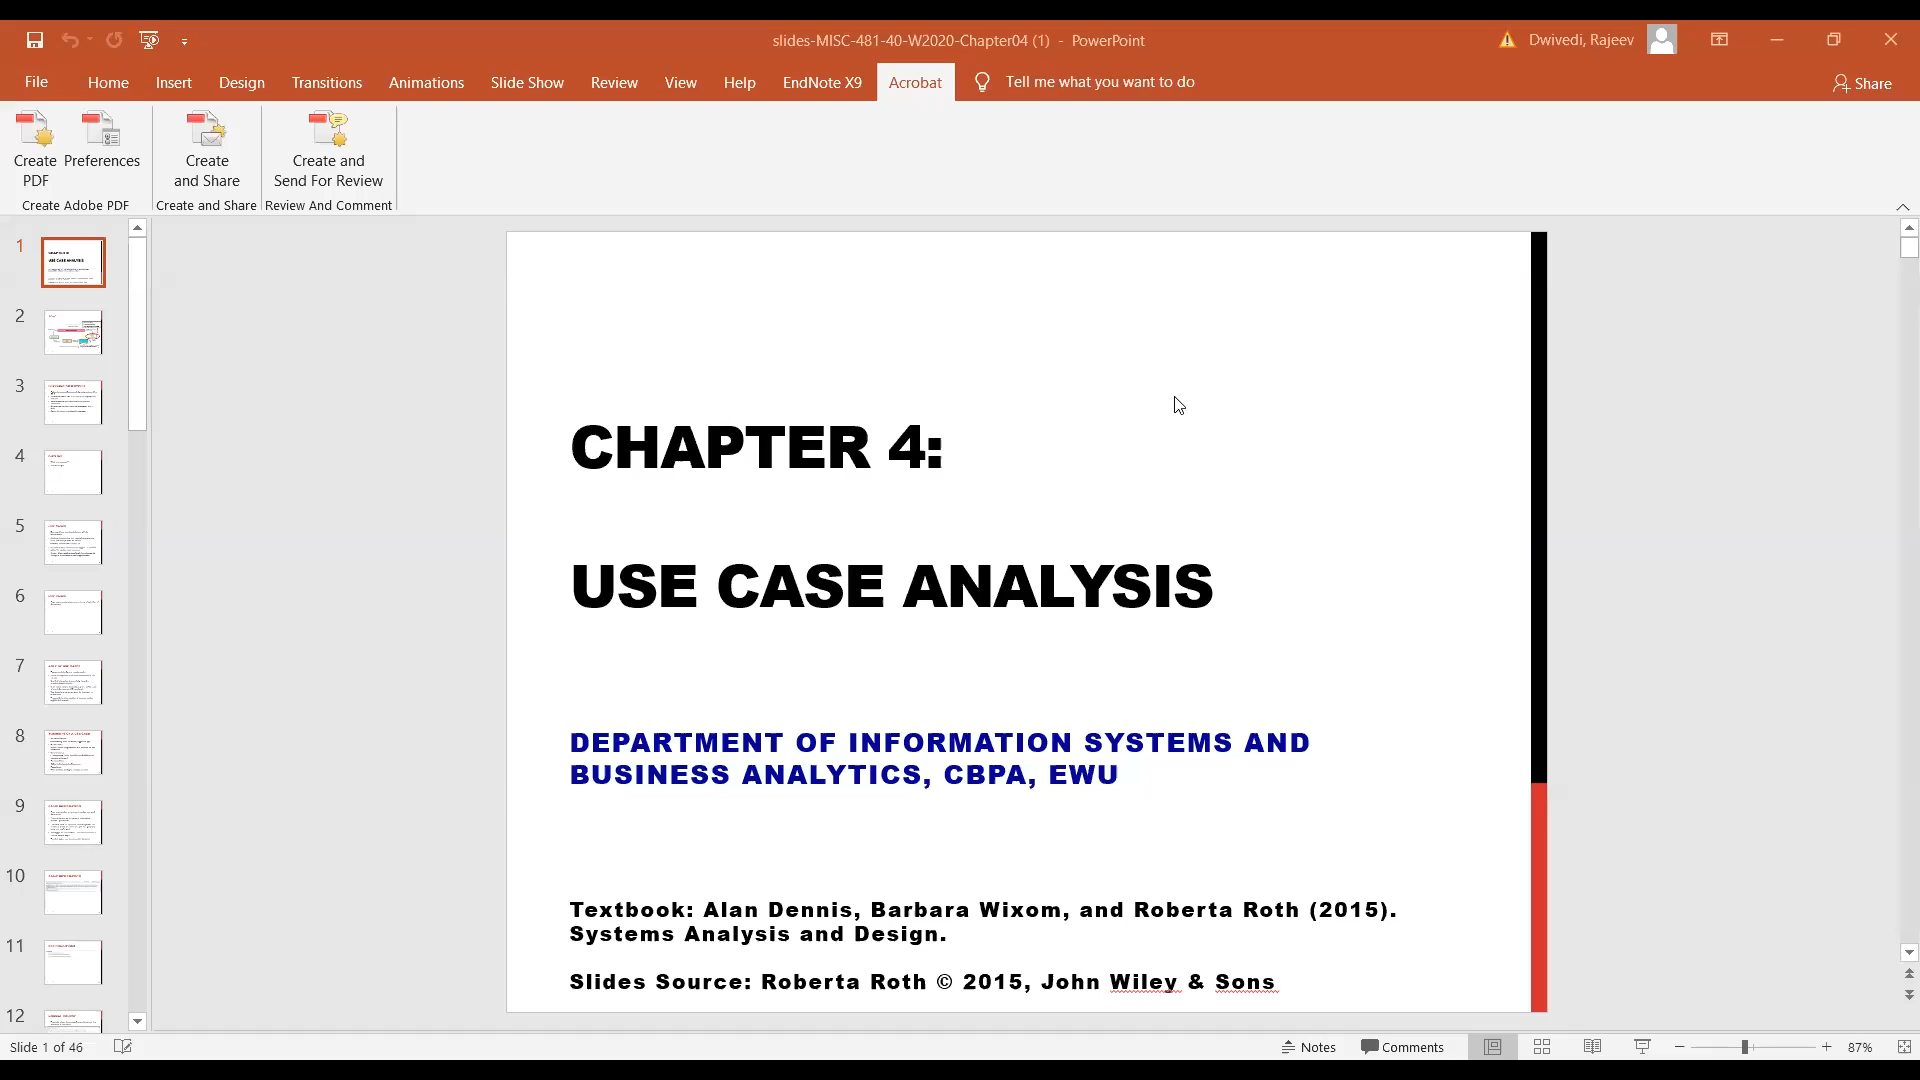 slides-MISC-481-40-W2020-Chapter04 (1) - PowerPoint
Dwivedi, Rajeev
File Home Insert Design Transitions Animations Slide Show Review View Help EndNote X9 Acrobat Tell me what you want to do Share
Create PDF
Preferences
Create and Share
Create and Send For Review
Create Adobe PDF
Create and Share
Review And Comment
1
2
3
4
5
6
7
8
9
10
11
12
CHAPTER 4:
USE CASE ANALYSIS
DEPARTMENT OF INFORMATION SYSTEMS AND
BUSINESS ANALYTICS, CBPA, EWU
Textbook: Alan Dennis, Barbara Wixom, and Roberta Roth (2015).
Systems Analysis and Design.
Slides Source: Roberta Roth © 2015, John Wiley & Sons
Slide 1 of 46
Notes
Comments
87%